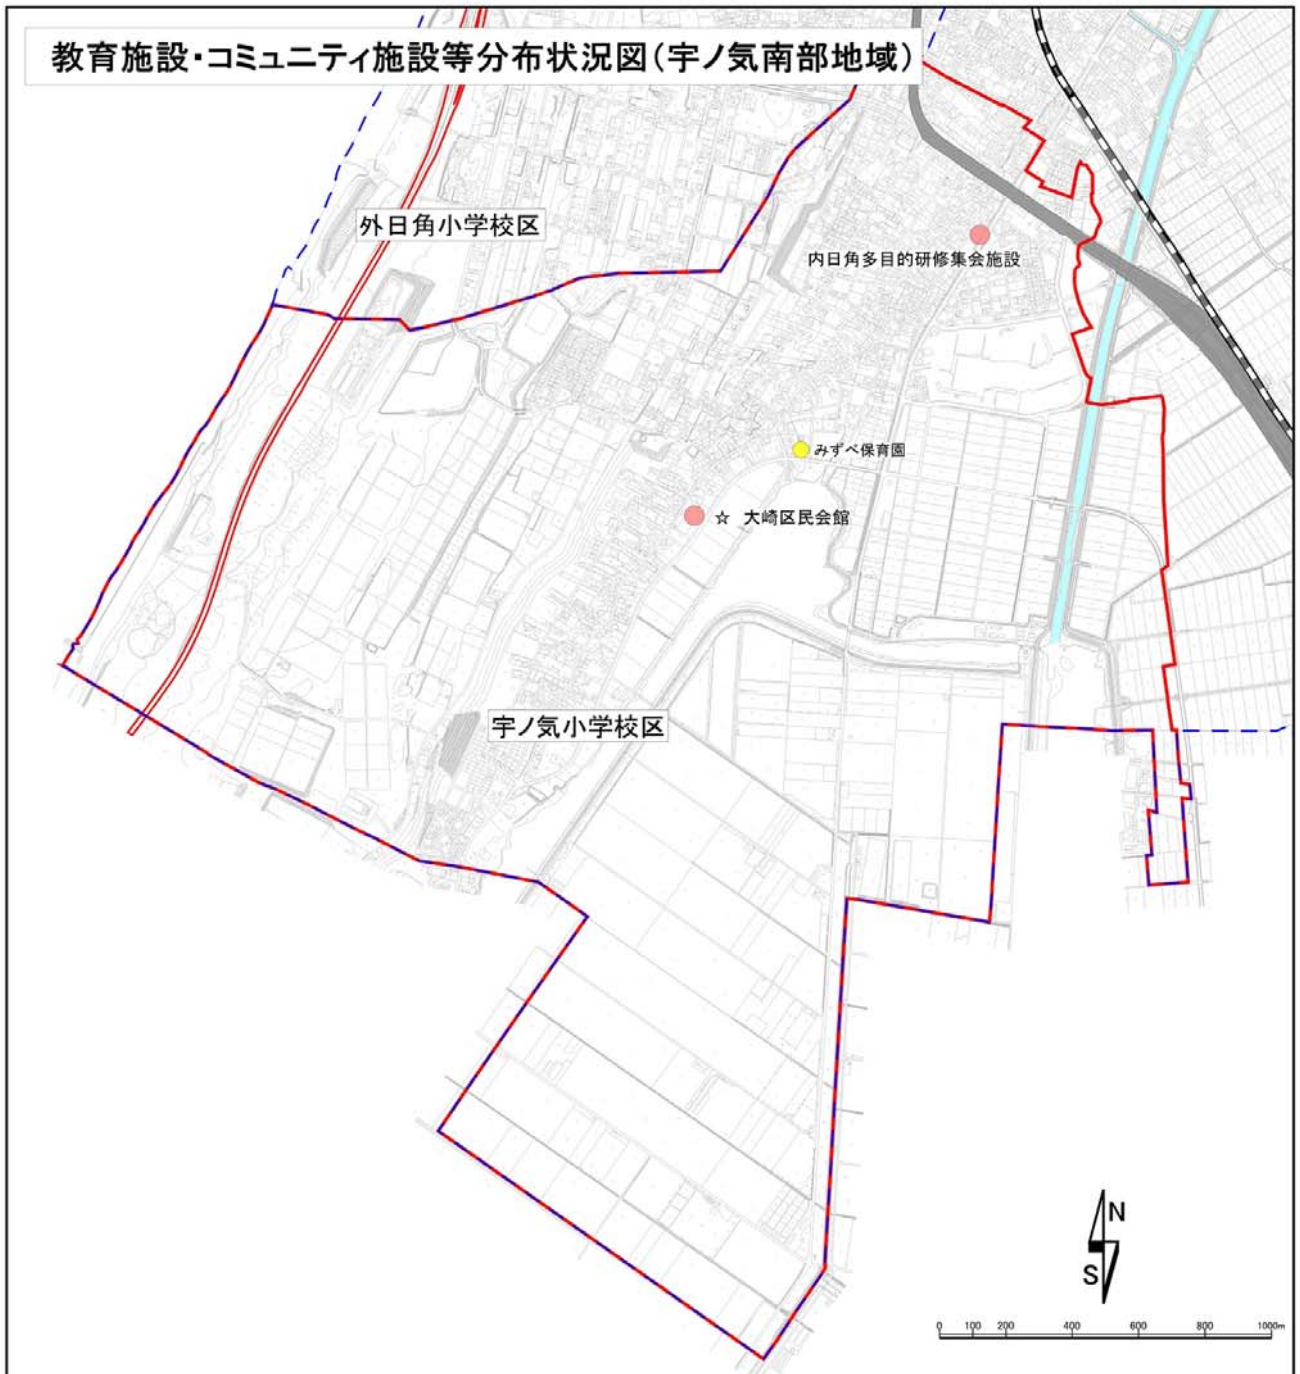 教育施設・コミュニティ施設等分布状況図(宇ノ気南部地域)
外日角小学校区
内日角多目的研修集会施設
みずべ保育園
☆ 大崎区民会館
宇ノ気小学校区
N
S
0 100 200 400 600 800 1000m